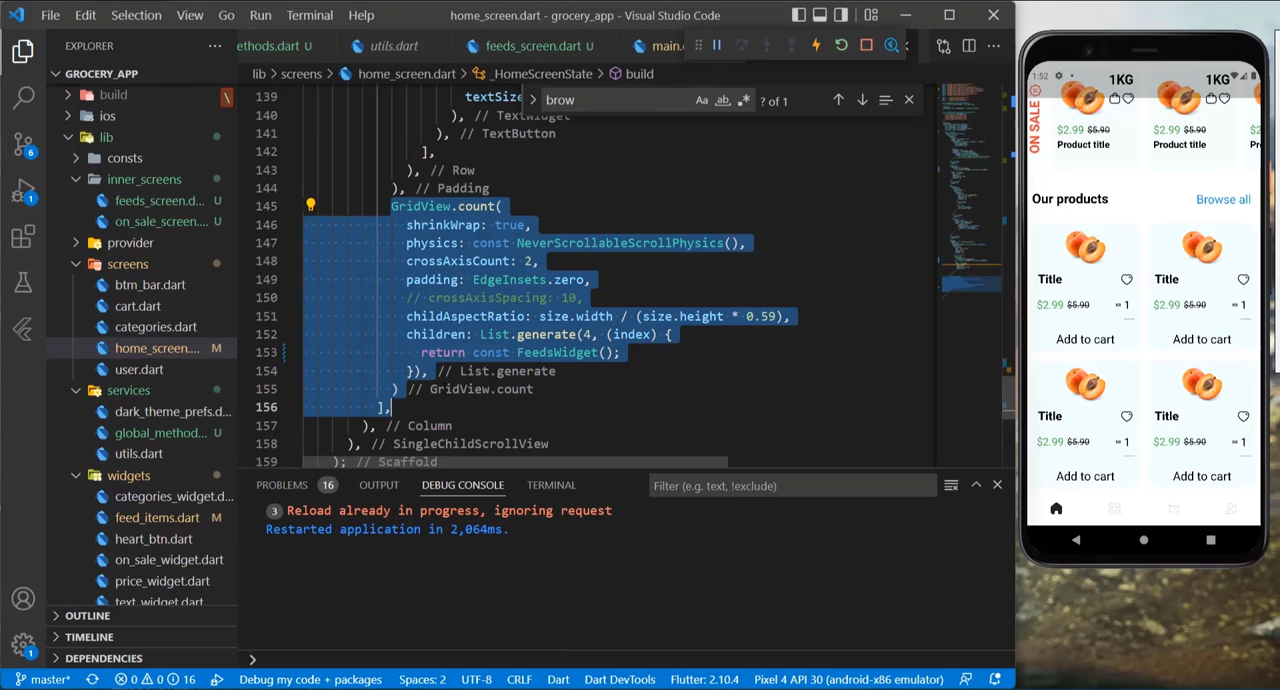 File Edit Selection View Go Run Terminal Help
home_screen.dart - grocery_app - Visual Studio Code
EXPLORER
GROCERY_APP
build
ios
lib
consts
inner_screens
feeds_screen.d... U
on_sale_screen.... U
provider
screens
btm_bar.dart
cart.dart
categories.dart
home_screen.... M
user.dart
services
dark_theme_prefs.d...
global_method... U
utils.dart
widgets
categories_widget.d...
feed_items.dart M
heart_btn.dart
on_sale_widget.dart
price_widget.dart
text_widget.dart
OUTLINE
TIMELINE
DEPENDENCIES
ethods.dart U utils.dart feeds_screen.dart U main.
lib > screens > home_screen.dart > _HomeScreenState > build
brow Aa ab ? of 1
139 textSize
140 ), // TextWidget
141 ), // TextButton
142 ],
143 ), // Row
144 ), // Padding
145 GridView.count(
146 shrinkWrap: true,
147 physics: const NeverScrollableScrollPhysics(),
148 crossAxisCount: 2,
149 padding: EdgeInsets.zero,
150 // crossAxisSpacing: 10,
151 childAspectRatio: size.width / (size.height * 0.59),
152 children: List.generate(4, (index) {
153 return const FeedsWidget();
154 }), // List.generate
155 ) // GridView.count
156 ],
157 ), // Column
158 ), // SingleChildScrollView
159 ); // Scaffold
PROBLEMS 16 OUTPUT DEBUG CONSOLE TERMINAL
Filter (e.g. text, !exclude)
3 Reload already in progress, ignoring request
Restarted application in 2,064ms.
6
1
1
master* 0 0 16 Debug my code + packages Spaces: 2 UTF-8 CRLF Dart Dart DevTools Flutter: 2.10.4 Pixel 4 API 30 (android-x86 emulator)
1:52
ON SALE
1KG 1KG
$2.99 $5.90 $2.99 $5.90 $2
Product title Product title Pro
Our products Browse all
Title Title
$2.99 $5.90 1 $2.99 $5.90 1
Add to cart Add to cart
Title Title
$2.99 $5.90 1 $2.99 $5.90 1
Add to cart Add to cart